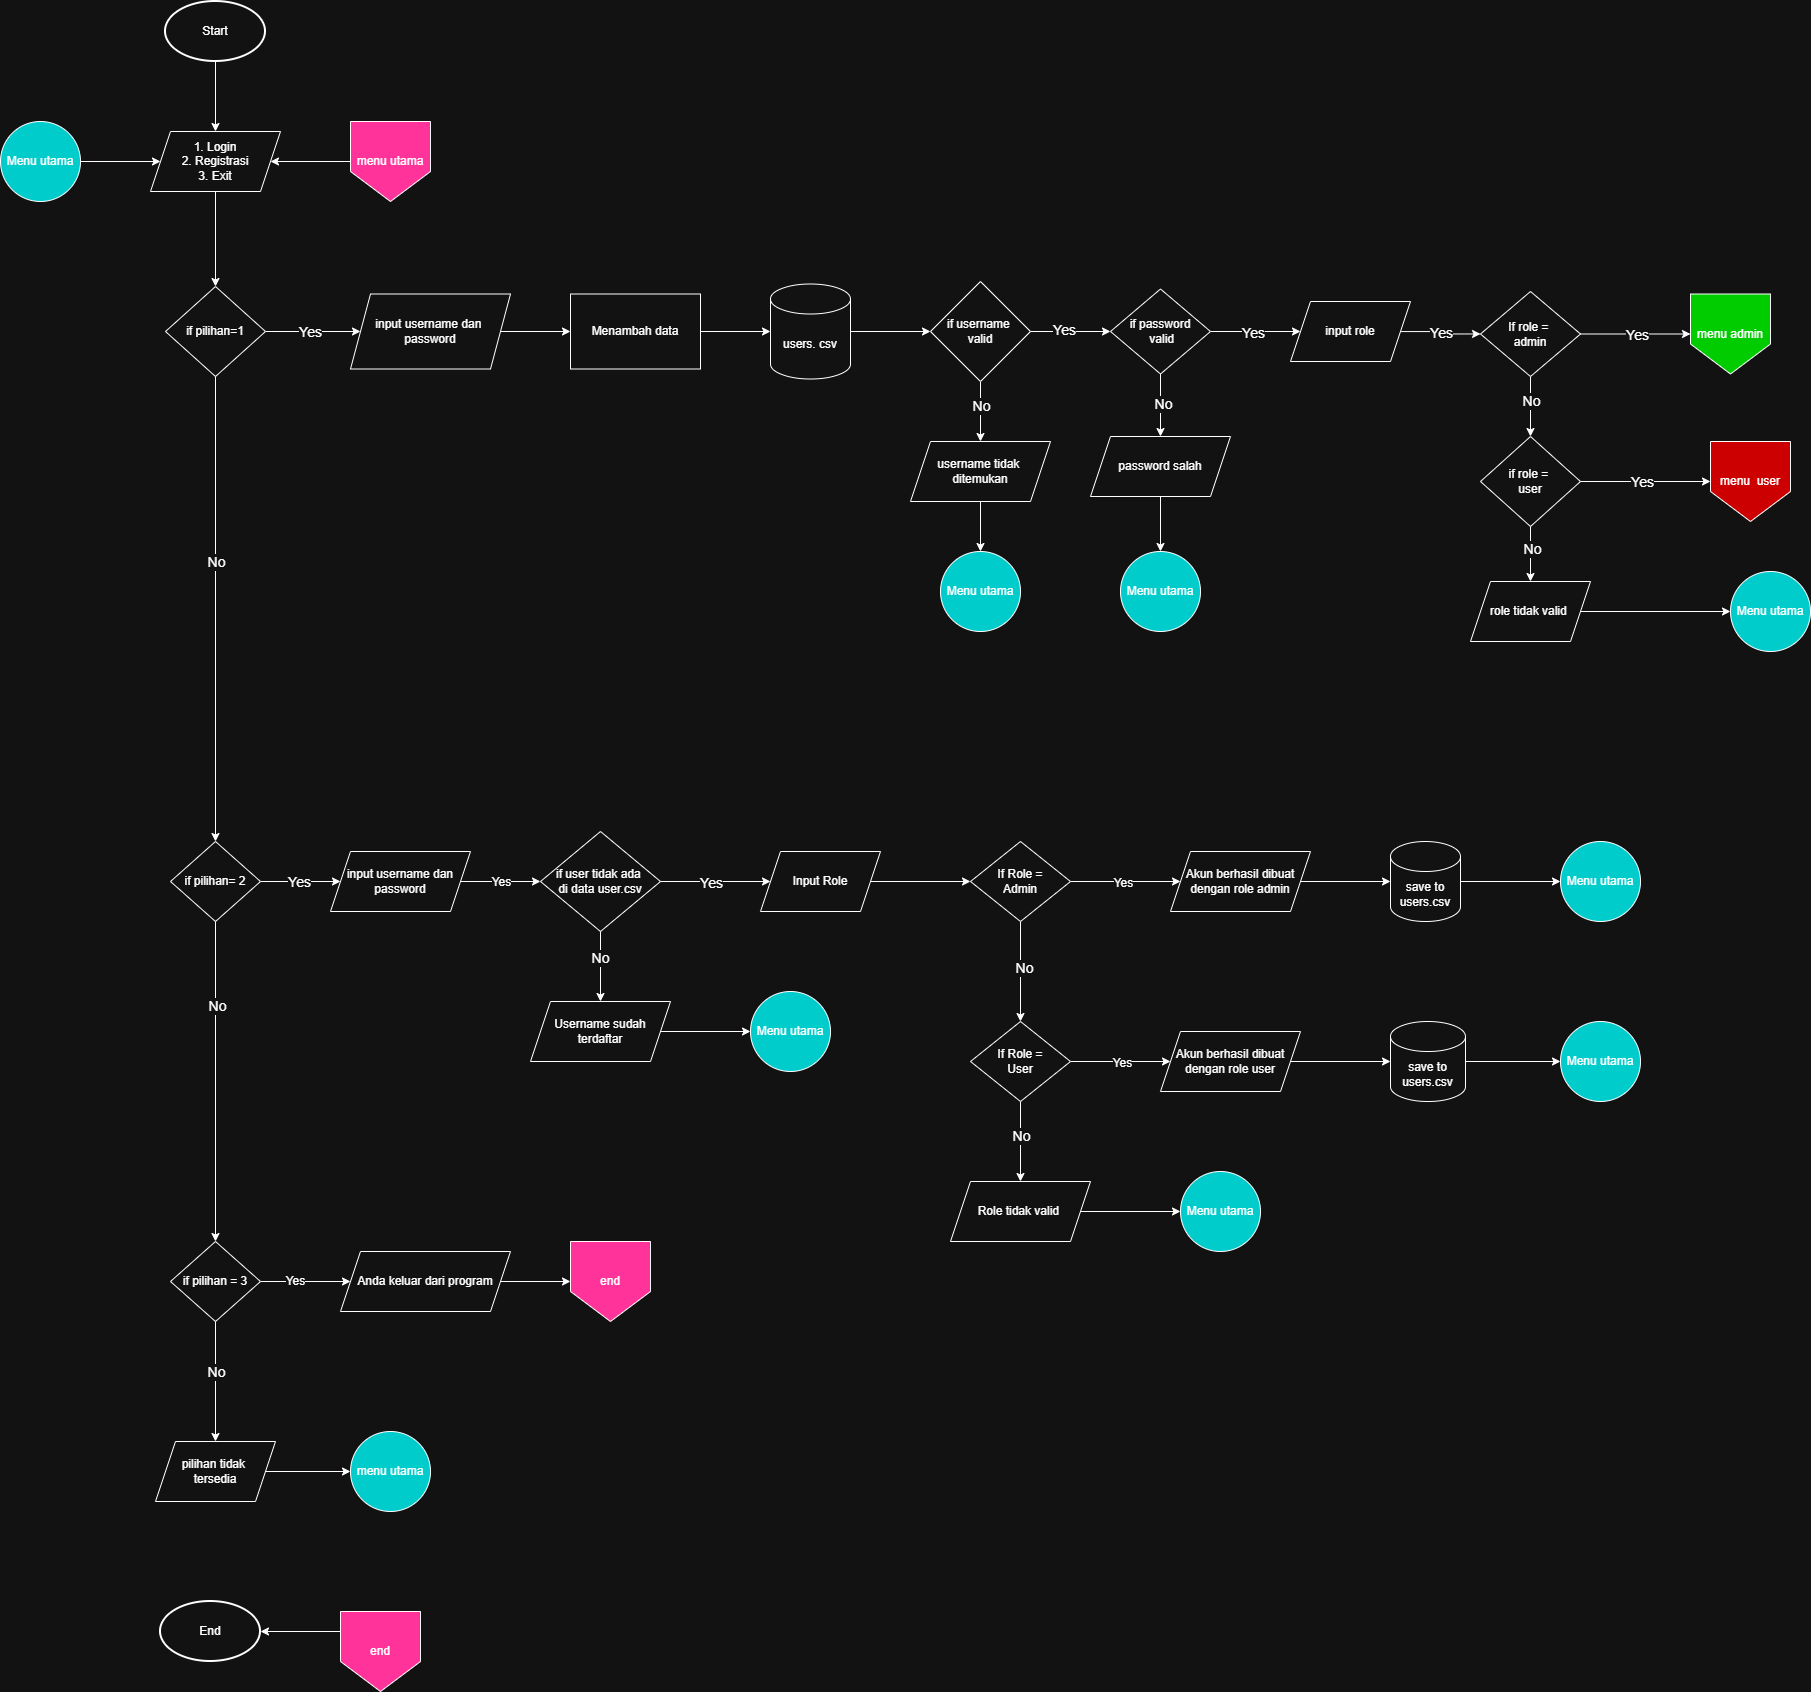 Start
Menu utama
1. Login
2. Registrasi
3. Exit
menu utama
if pilihan=1
Yes
input username dan
password
Menambah data
users. csv
if username
valid
Yes
if password
valid
Yes
input role
Yes
If role =
admin
Yes
menu admin
No
username tidak
ditemukan
Menu utama
No
password salah
Menu utama
No
if role =
user
Yes
menu  user
No
role tidak valid
Menu utama
No
if pilihan= 2
Yes
input username dan
password
Yes
if user tidak ada
di data user.csv
Yes
Input Role
If Role =
Admin
Yes
Akun berhasil dibuat
dengan role admin
save to
users.csv
Menu utama
No
Username sudah
terdaftar
Menu utama
No
If Role =
User
Yes
Akun berhasil dibuat
dengan role user
save to
users.csv
Menu utama
No
Role tidak valid
Menu utama
No
if pilihan = 3
Yes
Anda keluar dari program
end
No
pilihan tidak
tersedia
menu utama
End
end